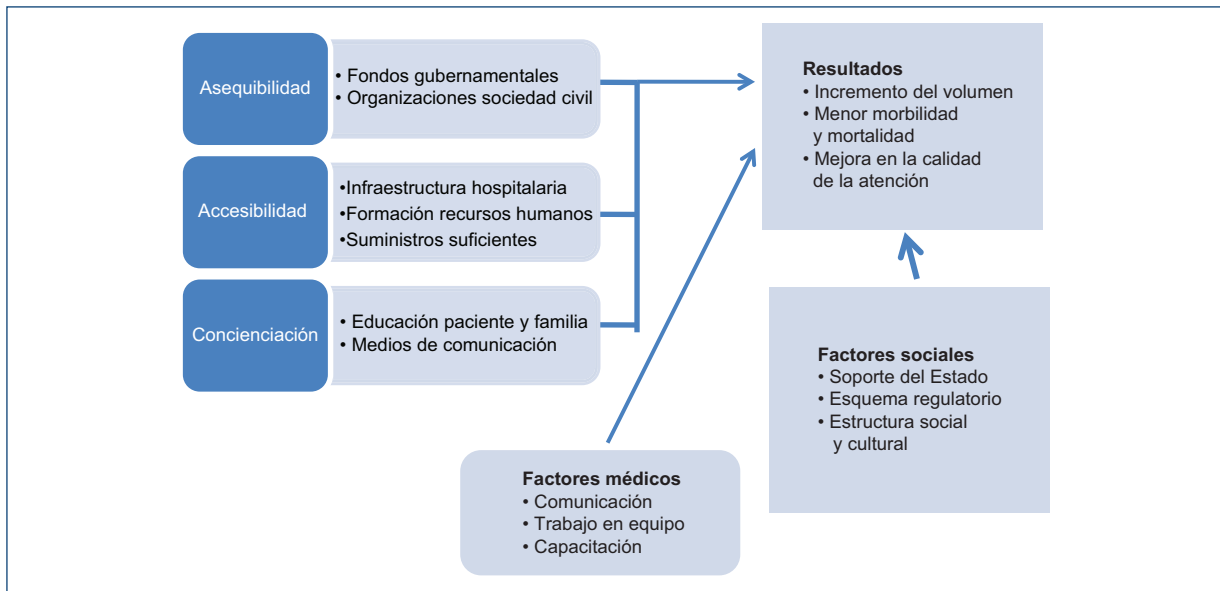 Asequibilidad
• Fondos gubernamentales
• Organizaciones sociedad civil
Accesibilidad
•Infraestructura hospitalaria
•Formación recursos humanos
•Suministros suficientes
Concienciación
• Educación paciente y familia
• Medios de comunicación
Resultados
• Incremento del volumen
• Menor morbilidad
y mortalidad
• Mejora en la calidad
de la atención
Factores sociales
• Soporte del Estado
• Esquema regulatorio
• Estructura social
y cultural
Factores médicos
• Comunicación
• Trabajo en equipo
• Capacitación